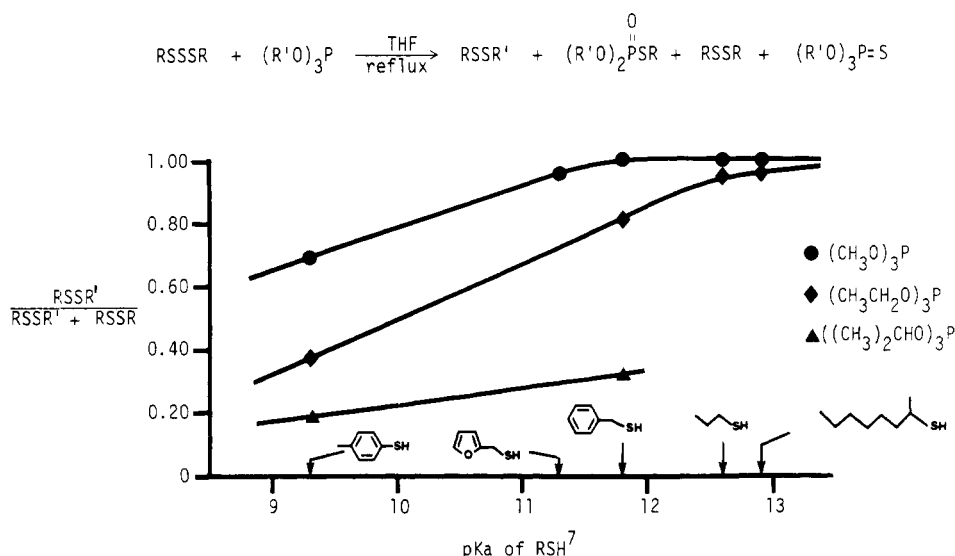 O
RSSSR + (R'O)3P THF reflux RSSR' + (R'O)2PSR + RSSR + (R'O)3P=S
1.00
0.80
0.60
0.40
0.20
0
RSSR'
RSSR' + RSSR
● (CH3O)3P
◆ (CH3CH2O)3P
▲ ((CH3)2CHO)3P
SH
O
SH
SH
SH
SH
9 10 11 12 13
pKa of RSH7